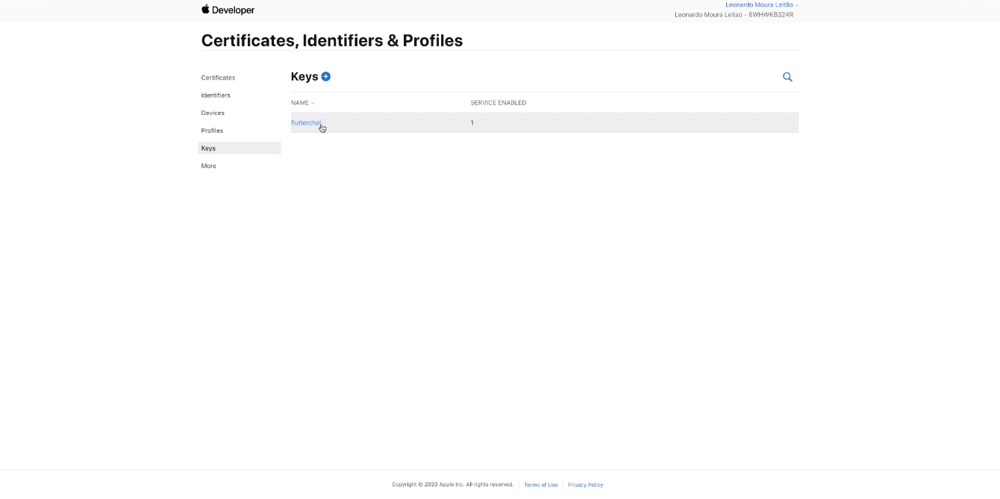 Developer
Leonardo Moura Leitão
Leonardo Moura Leitao - 6WHWKB324R
Certificates, Identifiers & Profiles
Certificates
Identifiers
Devices
Profiles
Keys
More
Keys
NAME
SERVICE ENABLED
flutterchat
1
Copyright © 2020 Apple Inc. All rights reserved.
Terms of Use
Privacy Policy